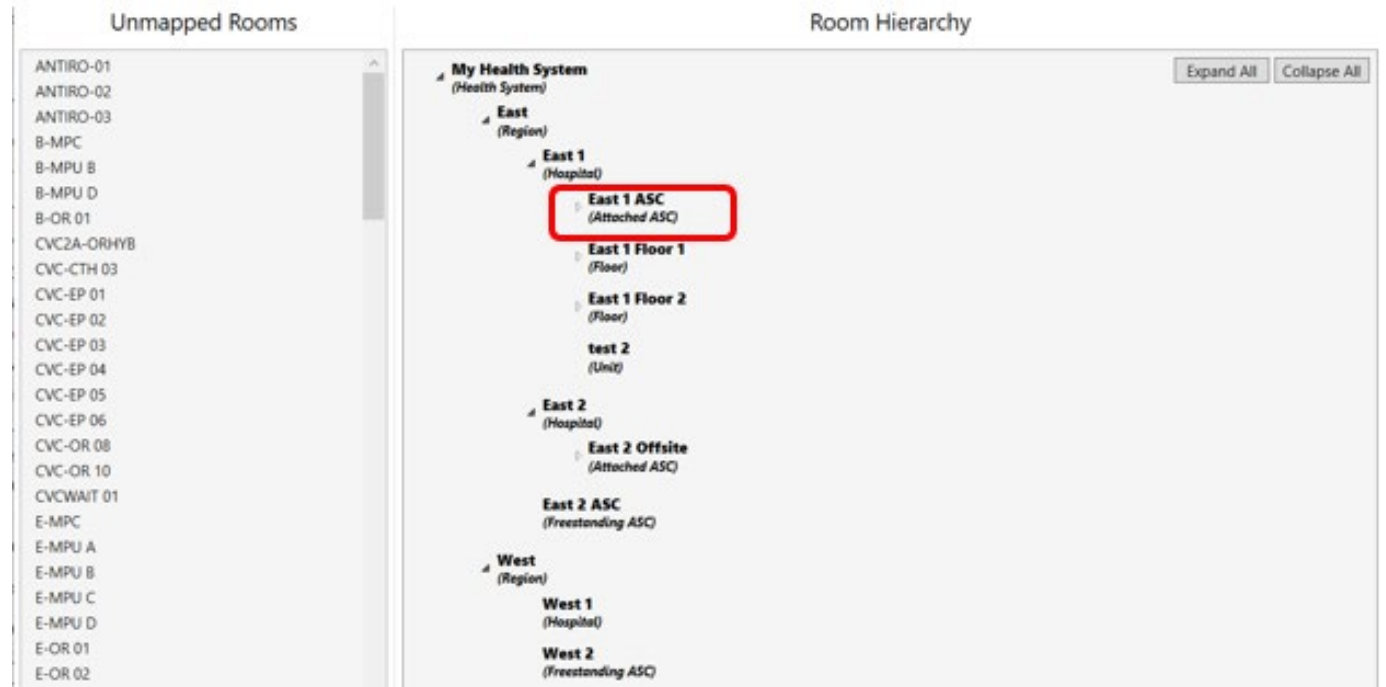 Unmapped Rooms
ANTIRO-01
ANTIRO-02
ANTIRO-03
B-MPC
B-MPU B
B-MPU D
B-OR 01
CVC2A-ORHYB
CVC-CTH 03
CVC-EP 01
CVC-EP 02
CVC-EP 03
CVC-EP 04
CVC-EP 05
CVC-EP 06
CVC-OR 08
CVC-OR 10
CVCWAIT 01
E-MPC
E-MPU A
E-MPU B
E-MPU C
E-MPU D
E-OR 01
E-OR 02
Room Hierarchy
Expand All Collapse All
My Health System
(Health System)
East
(Region)
East 1
(Hospital)
East 1 ASC
(Attached ASC)
East 1 Floor 1
(Floor)
East 1 Floor 2
(Floor)
test 2
(Unit)
East 2
(Hospital)
East 2 Offsite
(Attached ASC)
East 2 ASC
(Freestanding ASC)
West
(Region)
West 1
(Hospital)
West 2
(Freestanding ASC)